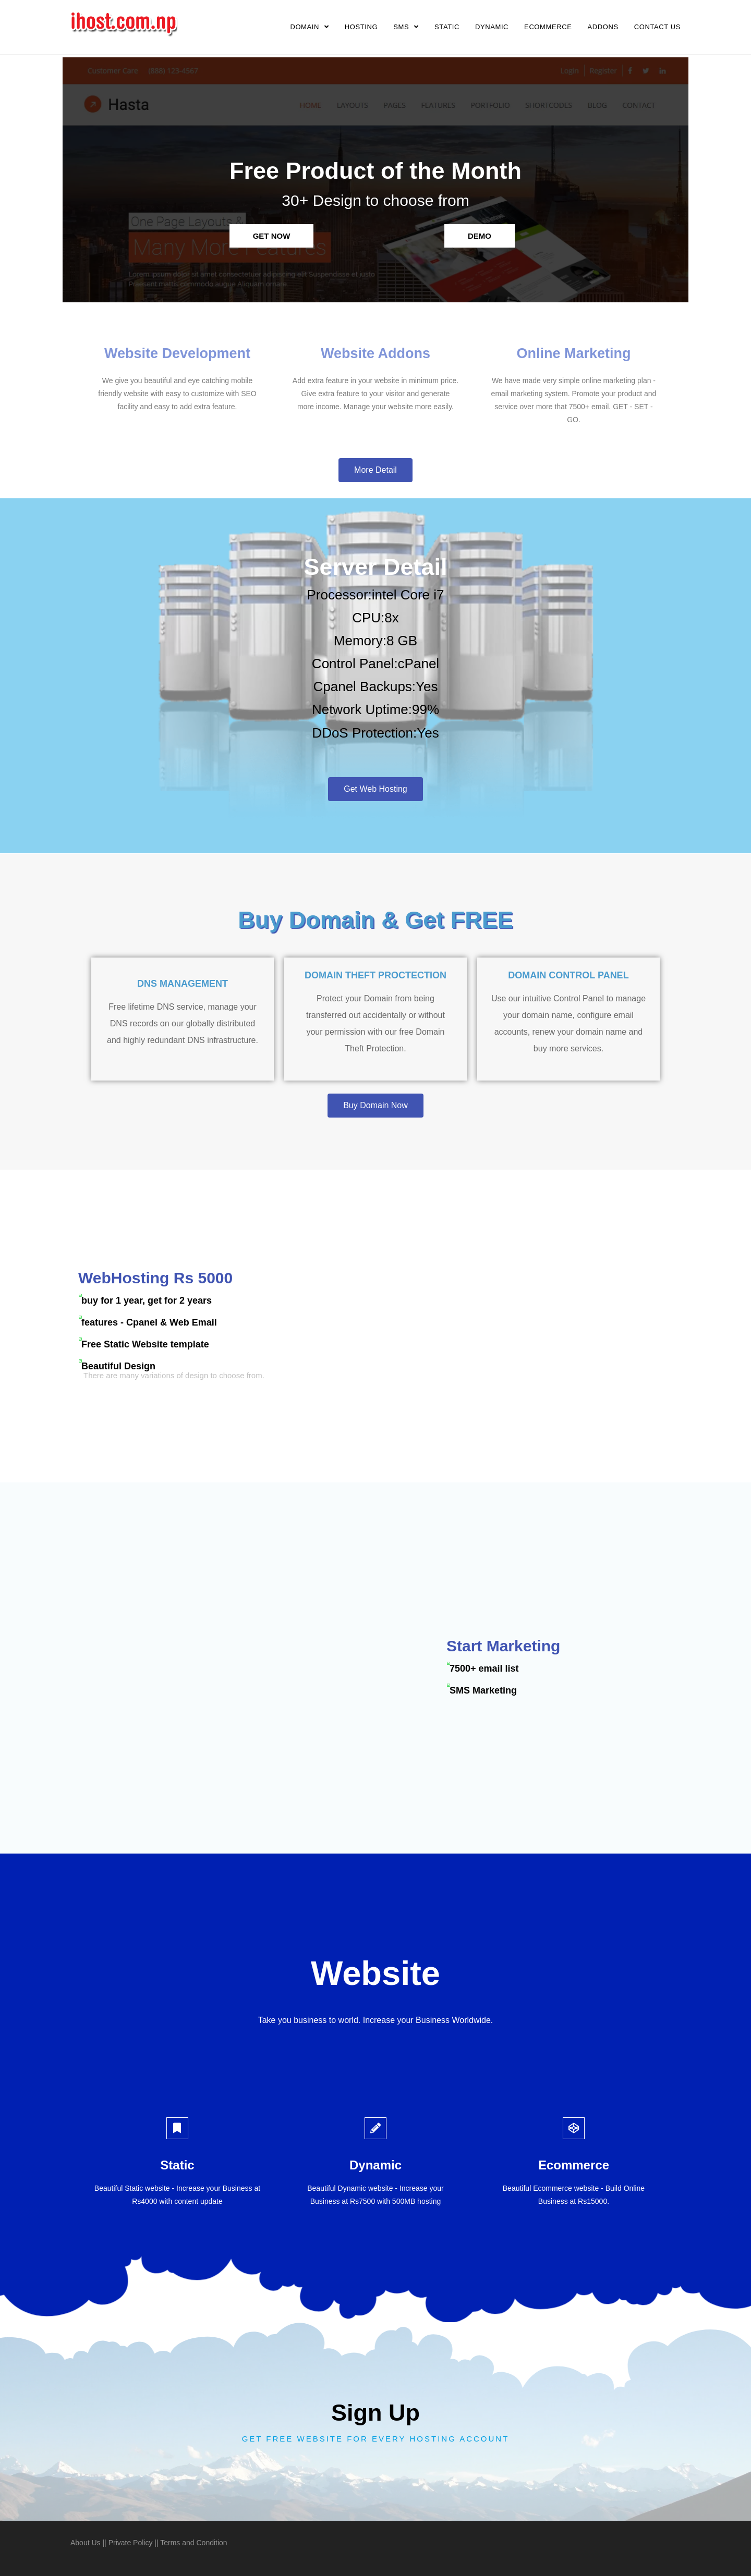 ihost.com.np
DOMAIN
HOSTING
SMS
STATIC
DYNAMIC
ECOMMERCE
ADDONS
CONTACT US
Customer Care
(888) 123-4567
Login
Register
Hasta
HOME
LAYOUTS
PAGES
FEATURES
PORTFOLIO
SHORTCODES
BLOG
CONTACT
Free Product of the Month
30+ Design to choose from
One Page Layouts &
Many More Features
GET NOW
DEMO
Website Development
We give you beautiful and eye catching mobile
friendly website with easy to customize with SEO
facility and easy to add extra feature.
Website Addons
Add extra feature in your website in minimum price.
Give extra feature to your visitor and generate
more income. Manage your website more easily.
Online Marketing
We have made very simple online marketing plan -
email marketing system. Promote your product and
service over more that 7500+ email. GET - SET -
GO.
More Detail
Server Detail
Processor:intel Core i7
CPU:8x
Memory:8 GB
Control Panel:cPanel
Cpanel Backups:Yes
Network Uptime:99%
DDoS Protection:Yes
Get Web Hosting
Buy Domain & Get FREE
DNS MANAGEMENT
Free lifetime DNS service, manage your
DNS records on our globally distributed
and highly redundant DNS infrastructure.
DOMAIN THEFT PROCTECTION
Protect your Domain from being
transferred out accidentally or without
your permission with our free Domain
Theft Protection.
DOMAIN CONTROL PANEL
Use our intuitive Control Panel to manage
your domain name, configure email
accounts, renew your domain name and
buy more services.
Buy Domain Now
WebHosting Rs 5000
buy for 1 year, get for 2 years
features - Cpanel & Web Email
Free Static Website template
Beautiful Design
There are many variations of design to choose from.
Start Marketing
7500+ email list
SMS Marketing
Website
Take you business to world. Increase your Business Worldwide.
Static
Beautiful Static website - Increase your Business at
Rs4000 with content update
Dynamic
Beautiful Dynamic website - Increase your
Business at Rs7500 with 500MB hosting
Ecommerce
Beautiful Ecommerce website - Build Online
Business at Rs15000.
Sign Up
GET FREE WEBSITE FOR EVERY HOSTING ACCOUNT
About Us || Private Policy || Terms and Condition